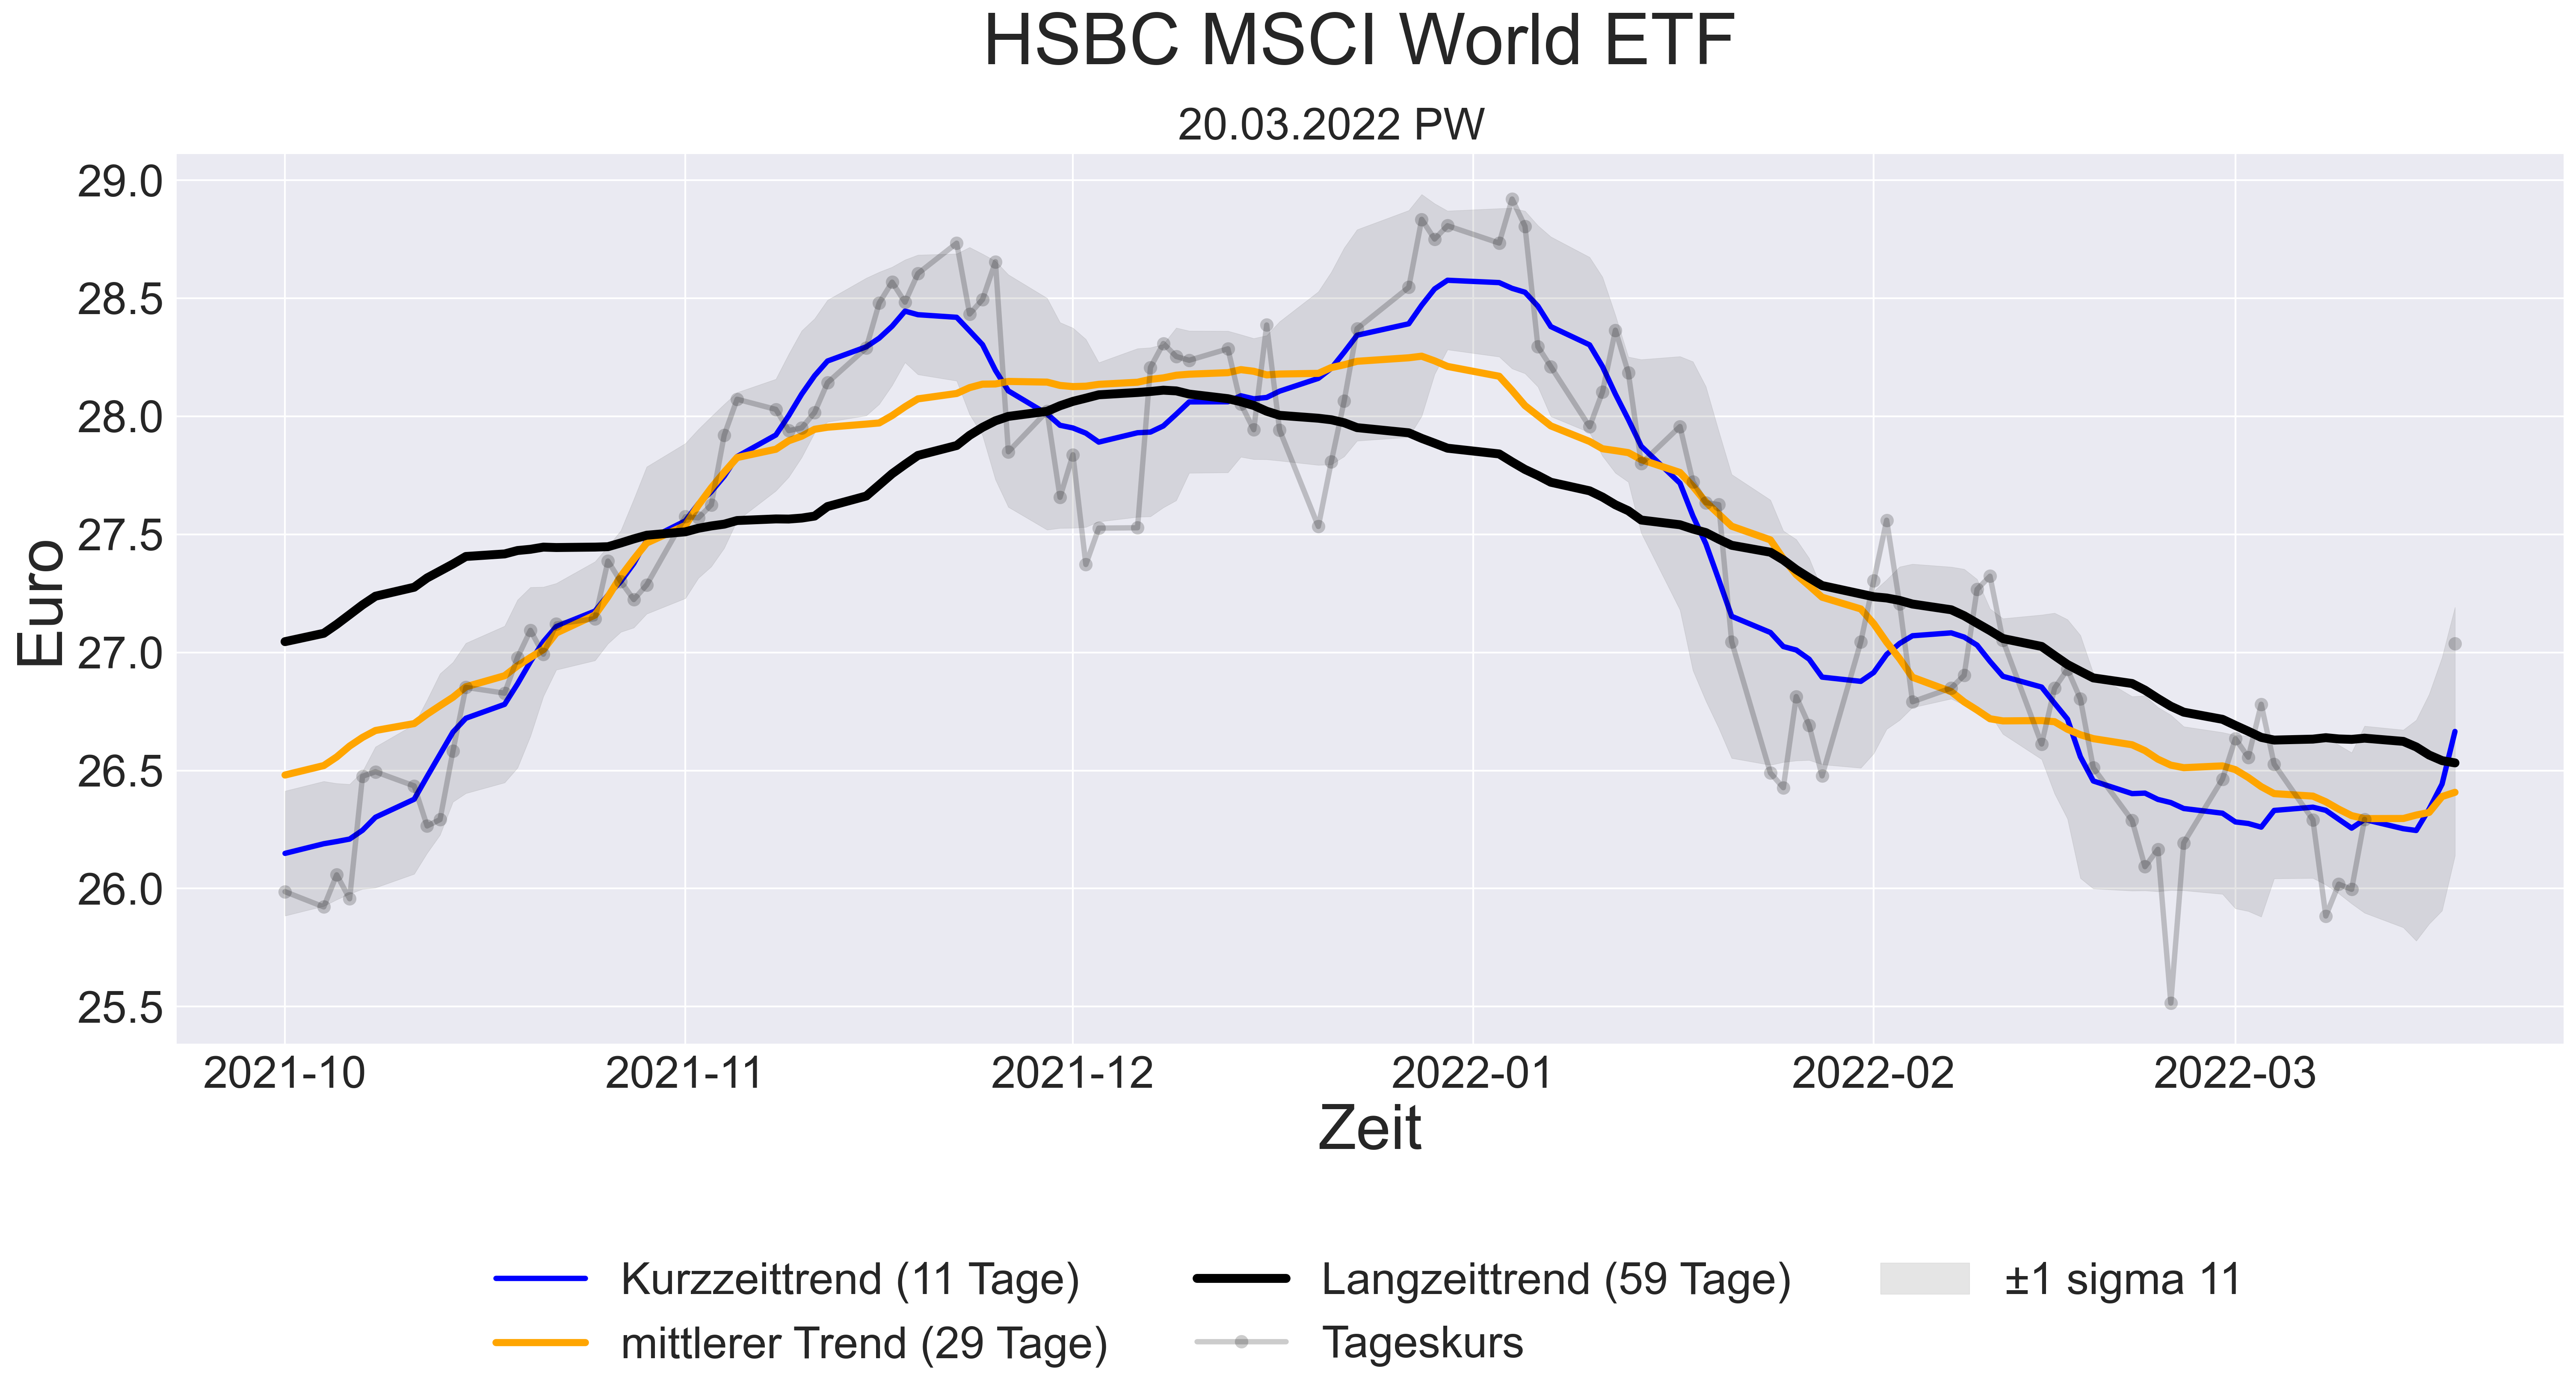 HSBC MSCI World ETF
20.03.2022 PW
29.0
28.5
28.0
27.5
27.0
26.5
26.0
25.5
Euro
2021-10 2021-11 2021-12 2022-01 2022-02 2022-03
Zeit
Kurzzeittrend (11 Tage) Langzeittrend (59 Tage) ±1 sigma 11
mittlerer Trend (29 Tage) Tageskurs